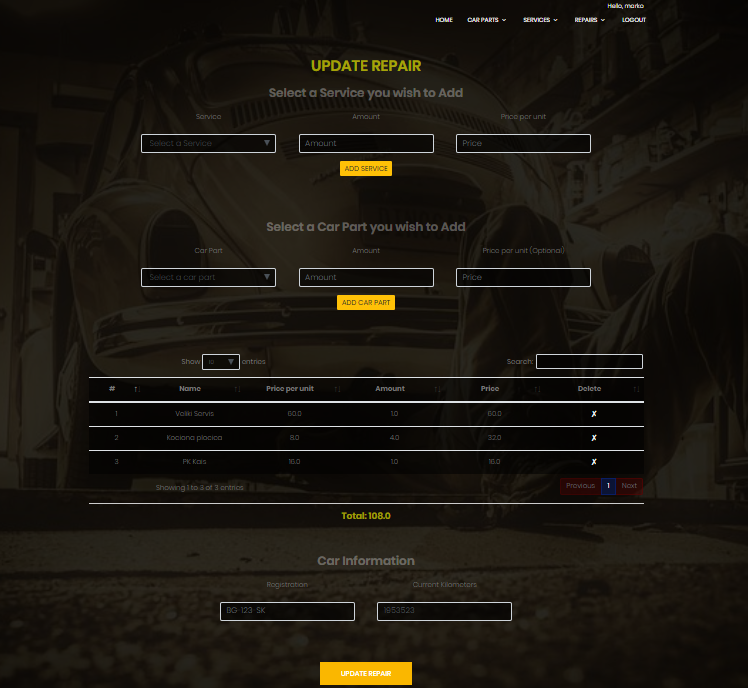 Hello, marko
HOME CAR PARTS SERVICES REPAIRS LOGOUT
UPDATE REPAIR
Select a Service you wish to Add
Service Amount Price per unit
Select a Service Amount Price
ADD SERVICE
Select a Car Part you wish to Add
Car Part Amount Price per unit (Optional)
Select a car part Amount Price
ADD CAR PART
Show entries Search:
# Name Price per unit Amount Price Delete
1 Veliki Servis 60.0 1.0 60.0 ✗
2 Kociona plocica 8.0 4.0 32.0 ✗
3 PK Kais 16.0 1.0 16.0 ✗
Showing 1 to 3 of 3 entries Previous 1 Next
Total: 108.0
Car Information
Registration Current Kilometers
BG-123-SK 1953523
UPDATE REPAIR